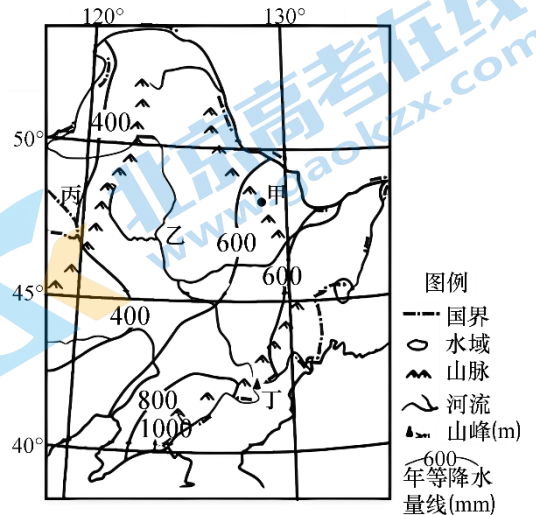 120°
130°
400
50°
丙
甲
乙
600
600
45°
400
800
丁
1000
40°
图例
国界
水域
山脉
河流
山峰(m)
600
年等降水
量线(mm)
北京高考在线
www.gaokzx.com